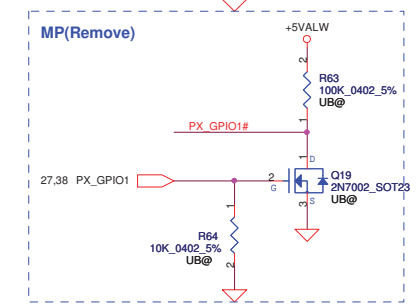 MP(Remove)
+5VALW
2
R63
100K_0402_5%
UB@
1
PX_GPIO1#
1
D
27,38 PX_GPIO1
2
G
Q19
2N7002_SOT23
UB@
S
3
1
R64
10K_0402_5%
UB@
2